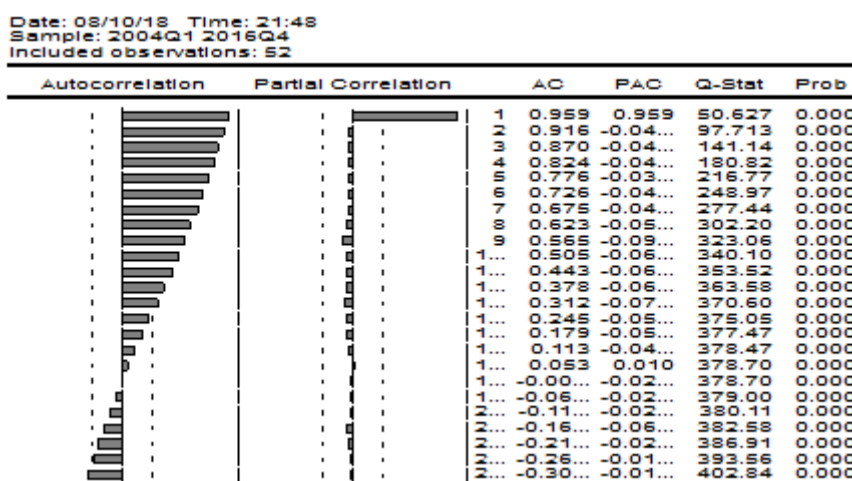 Date: 08/10/18 Time: 21:48
Sample: 2004Q1 2016Q4
Included observations: 52
Autocorrelation Partial Correlation AC PAC Q-Stat Prob
1 0.959 0.959 50.627 0.000
2 0.916 -0.04... 97.713 0.000
3 0.870 -0.04... 141.14 0.000
4 0.824 -0.04... 180.82 0.000
5 0.776 -0.03... 216.77 0.000
6 0.726 -0.04... 248.97 0.000
7 0.675 -0.04... 277.44 0.000
8 0.623 -0.05... 302.20 0.000
9 0.565 -0.09... 323.06 0.000
1... 0.505 -0.06... 340.10 0.000
1... 0.443 -0.06... 353.52 0.000
1... 0.378 -0.06... 363.58 0.000
1... 0.312 -0.07... 370.60 0.000
1... 0.245 -0.05... 375.05 0.000
1... 0.179 -0.05... 377.47 0.000
1... 0.113 -0.04... 378.47 0.000
1... 0.053 0.010 378.70 0.000
1... -0.00... -0.02... 378.70 0.000
1... -0.06... -0.02... 379.00 0.000
2... -0.11... -0.02... 380.11 0.000
2... -0.16... -0.06... 382.58 0.000
2... -0.21... -0.02... 386.91 0.000
2... -0.26... -0.01... 393.56 0.000
2... -0.30... -0.01... 402.84 0.000